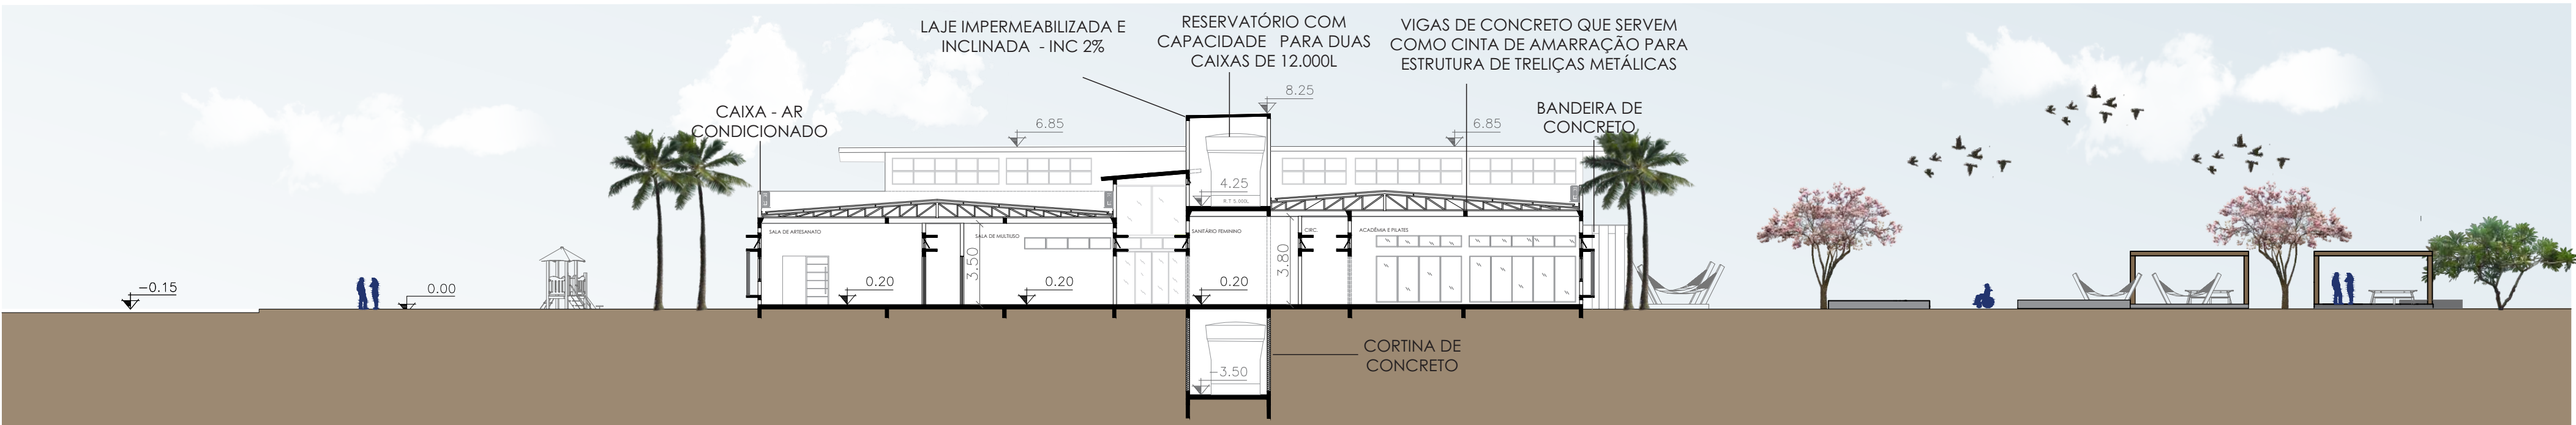 LAJE IMPERMEABILIZADA E
INCLINADA - INC 2%
RESERVATÓRIO COM
CAPACIDADE PARA DUAS
CAIXAS DE 12.000L
VIGAS DE CONCRETO QUE SERVEM
COMO CINTA DE AMARRAÇÃO PARA
ESTRUTURA DE TRELIÇAS METÁLICAS
8.25
CAIXA - AR
CONDICIONADO
BANDEIRA DE
CONCRETO
6.85
6.85
4.25
R.T 5.000L
SALA DE ARTESANATO
SALA DE MULTIUSO
SANITÁRIO FEMININO
CIRC.
ACADÊMIA E PILATES
3.50
3.80
-0.15
0.00
0.20
0.20
0.20
CORTINA DE
CONCRETO
-3.50